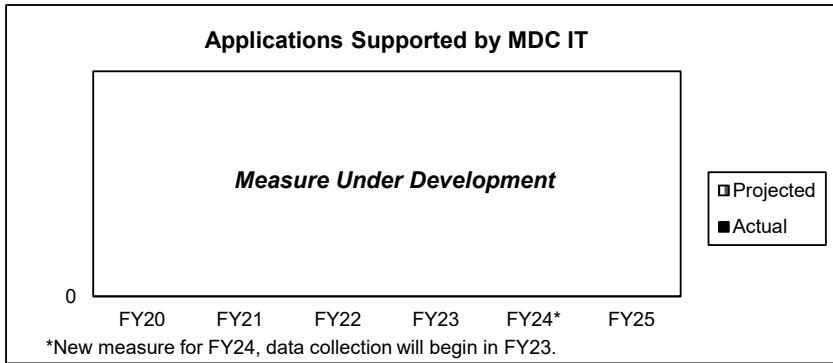 Applications Supported by MDC IT
Measure Under Development
Projected
Actual
0
FY20 FY21 FY22 FY23 FY24* FY25
*New measure for FY24, data collection will begin in FY23.